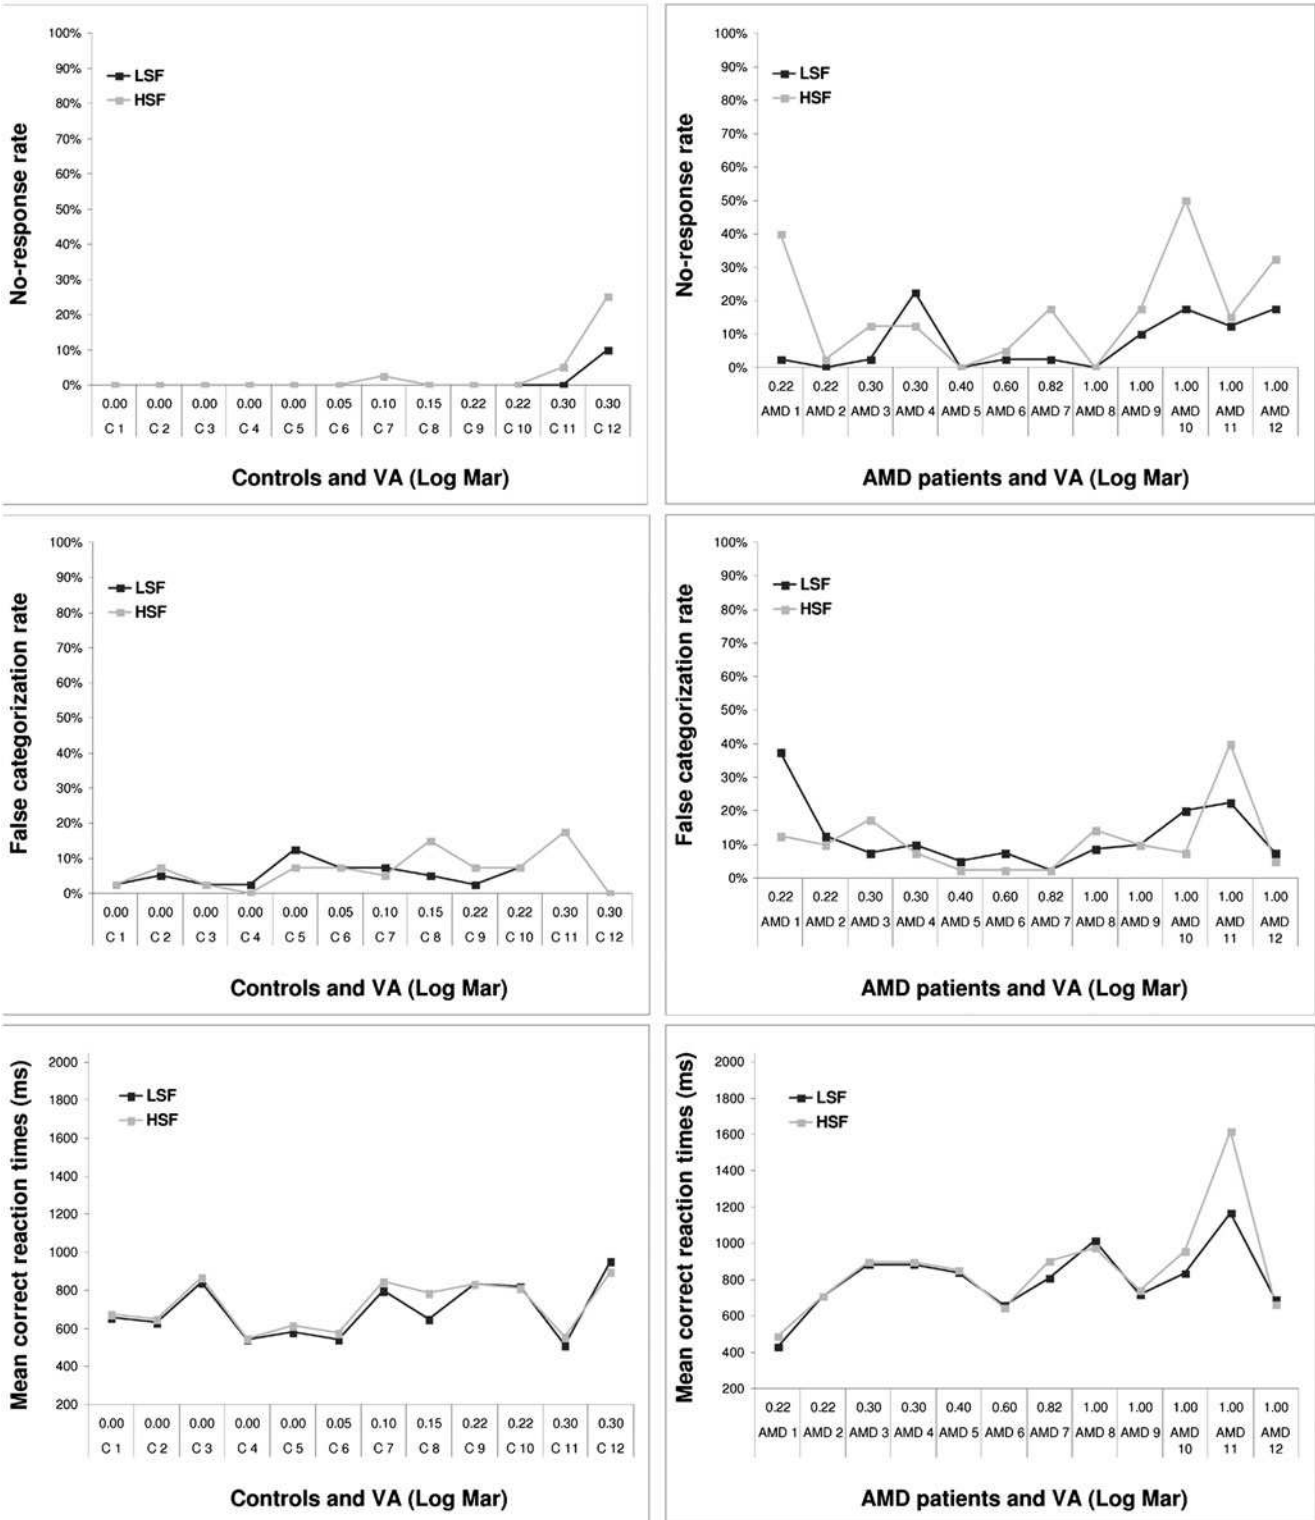 No-response rate
100%
90%
80%
70%
60%
50%
40%
30%
20%
10%
0%
LSF
HSF
0.00 0.00 0.00 0.00 0.00 0.05 0.10 0.15 0.22 0.22 0.30 0.30
C 1 C 2 C 3 C 4 C 5 C 6 C 7 C 8 C 9 C 10 C 11 C 12
Controls and VA (Log Mar)
No-response rate
100%
90%
80%
70%
60%
50%
40%
30%
20%
10%
0%
LSF
HSF
0.22 0.22 0.30 0.30 0.40 0.60 0.82 1.00 1.00 1.00 1.00 1.00
AMD 1 AMD 2 AMD 3 AMD 4 AMD 5 AMD 6 AMD 7 AMD 8 AMD 9 AMD AMD AMD
10 11 12
AMD patients and VA (Log Mar)
False categorization rate
100%
90%
80%
70%
60%
50%
40%
30%
20%
10%
0%
LSF
HSF
0.00 0.00 0.00 0.00 0.00 0.05 0.10 0.15 0.22 0.22 0.30 0.30
C 1 C 2 C 3 C 4 C 5 C 6 C 7 C 8 C 9 C 10 C 11 C 12
Controls and VA (Log Mar)
False categorization rate
100%
90%
80%
70%
60%
50%
40%
30%
20%
10%
0%
LSF
HSF
0.22 0.22 0.30 0.30 0.40 0.60 0.82 1.00 1.00 1.00 1.00 1.00
AMD 1 AMD 2 AMD 3 AMD 4 AMD 5 AMD 6 AMD 7 AMD 8 AMD 9 AMD AMD AMD
10 11 12
AMD patients and VA (Log Mar)
Mean correct reaction times (ms)
2000
1800
1600
1400
1200
1000
800
600
400
200
LSF
HSF
0.00 0.00 0.00 0.00 0.00 0.05 0.10 0.15 0.22 0.22 0.30 0.30
C 1 C 2 C 3 C 4 C 5 C 6 C 7 C 8 C 9 C 10 C 11 C 12
Controls and VA (Log Mar)
Mean correct reaction times (ms)
2000
1800
1600
1400
1200
1000
800
600
400
200
LSF
HSF
0.22 0.22 0.30 0.30 0.40 0.60 0.82 1.00 1.00 1.00 1.00 1.00
AMD 1 AMD 2 AMD 3 AMD 4 AMD 5 AMD 6 AMD 7 AMD 8 AMD 9 AMD AMD AMD
10 11 12
AMD patients and VA (Log Mar)